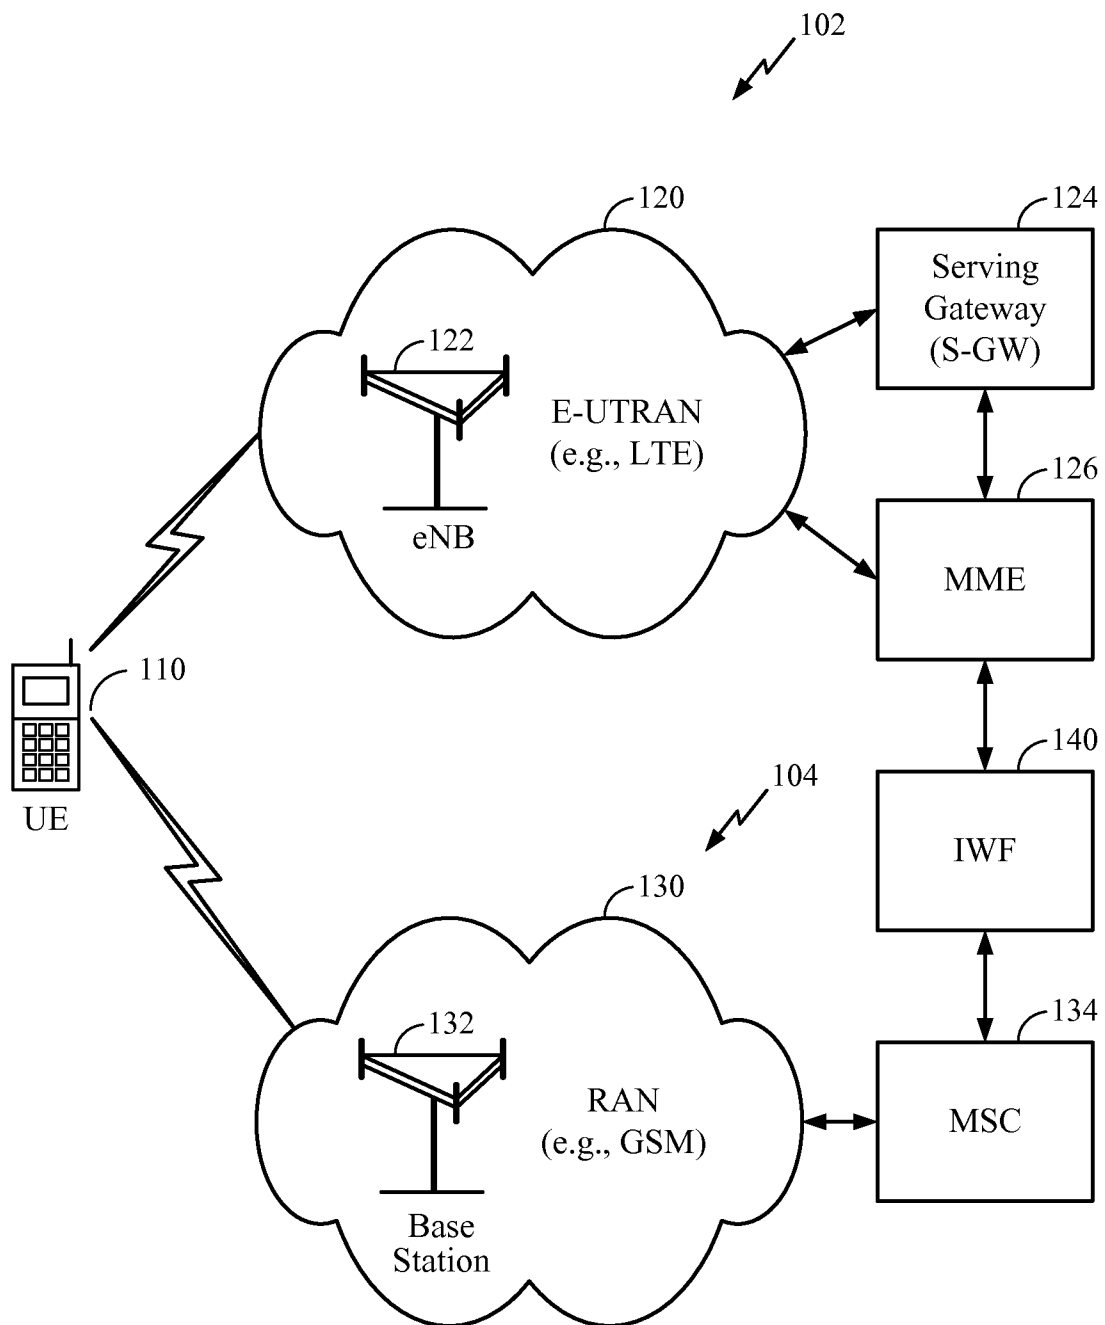 102
120
124
Serving
Gateway
(S-GW)
122
E-UTRAN
(e.g., LTE)
eNB
126
MME
110
UE
140
IWF
104
130
134
MSC
132
RAN
(e.g., GSM)
Base
Station